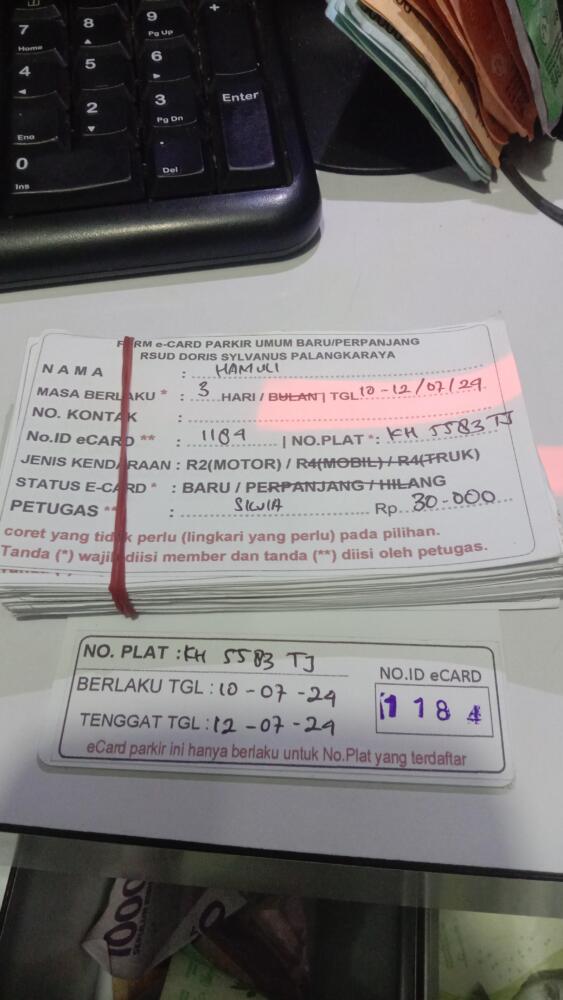 7
Home
8
9
Pg Up
+
4
5
6
2
3
Pg Dn
Enter
End
0
Ins
.
Del
FORM e-CARD PARKIR UMUM BARU/PERPANJANG
RSUD DORIS SYLVANUS PALANGKARAYA
NAMA : HAMULI
MASA BERLAKU * : 3 HARI / BULAN | TGL 10-12/07/24
NO. KONTAK :
No.ID eCARD ** : 1184 | NO.PLAT *: KH 5583 TJ
JENIS KENDARAAN : R2(MOTOR) / R4(MOBIL) / R4(TRUK)
STATUS E-CARD * : BARU / PERPANJANG / HILANG
PETUGAS ** : SILVIA Rp. 30-000
coret yang tidak perlu (lingkari yang perlu) pada pilihan.
Tanda (*) wajib diisi member dan tanda (**) diisi oleh petugas.
NO. PLAT : KH 5583 TJ
BERLAKU TGL : 10-07-24
TENGGAT TGL : 12-07-24
NO.ID eCARD
1184
eCard parkir ini hanya berlaku untuk No.Plat yang terdaftar